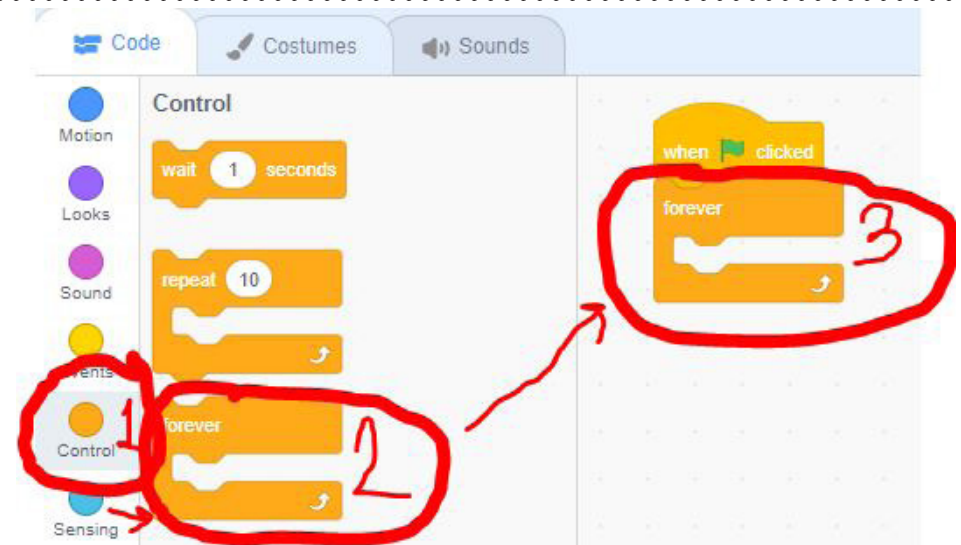 Code
Costumes
Sounds
Motion
Looks
Sound
Events
Control
Sensing
Control
wait 1 seconds
repeat 10
forever
when clicked
forever
1
2
3